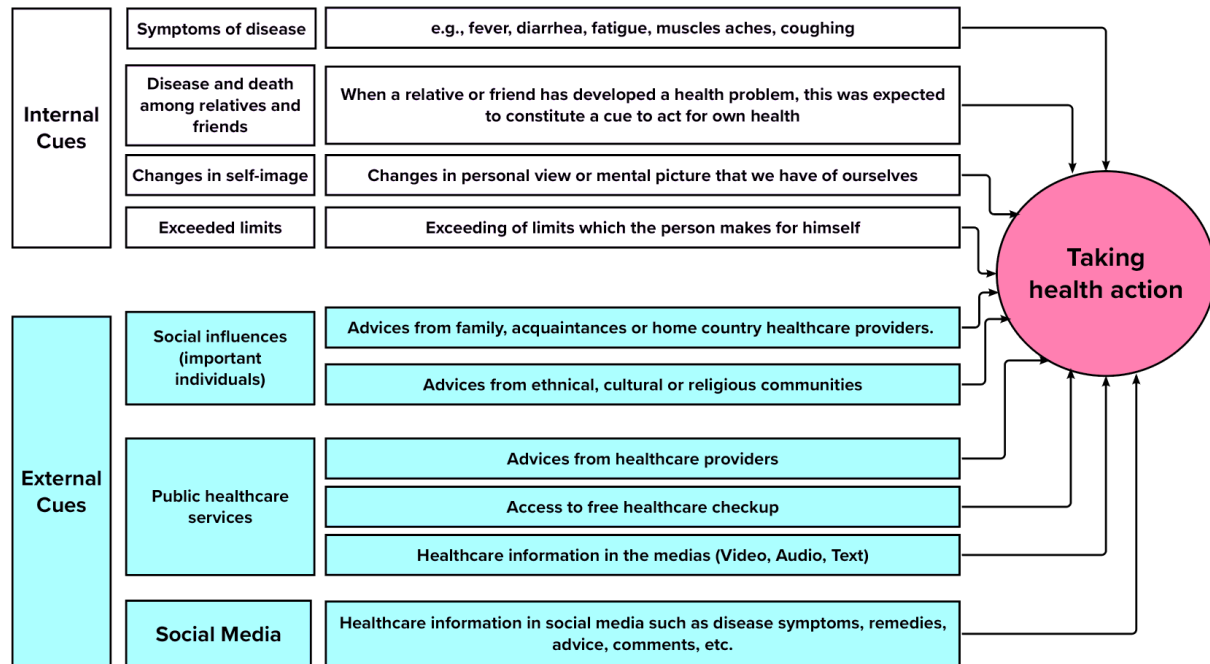 Internal
Cues
Symptoms of disease
e.g., fever, diarrhea, fatigue, muscles aches, coughing
Disease and death
among relatives and
friends
When a relative or friend has developed a health problem, this was expected
to constitute a cue to act for own health
Changes in self-image
Changes in personal view or mental picture that we have of ourselves
Exceeded limits
Exceeding of limits which the person makes for himself
Taking
health action
External
Cues
Social influences
(important
individuals)
Advices from family, acquaintances or home country healthcare providers.
Advices from ethnical, cultural or religious communities
Public healthcare
services
Advices from healthcare providers
Access to free healthcare checkup
Healthcare information in the medias (Video, Audio, Text)
Social Media
Healthcare information in social media such as disease symptoms, remedies,
advice, comments, etc.